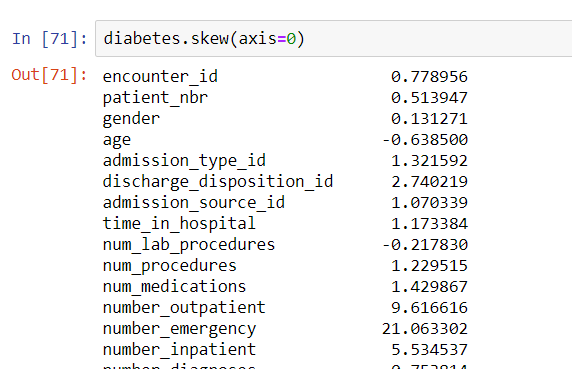 In [71]: diabetes.skew(axis=0)
Out[71]: encounter_id 0.778956
patient_nbr 0.513947
gender 0.131271
age -0.638500
admission_type_id 1.321592
discharge_disposition_id 2.740219
admission_source_id 1.070339
time_in_hospital 1.173384
num_lab_procedures -0.217830
num_procedures 1.229515
num_medications 1.429867
number_outpatient 9.616616
number_emergency 21.063302
number_inpatient 5.534537